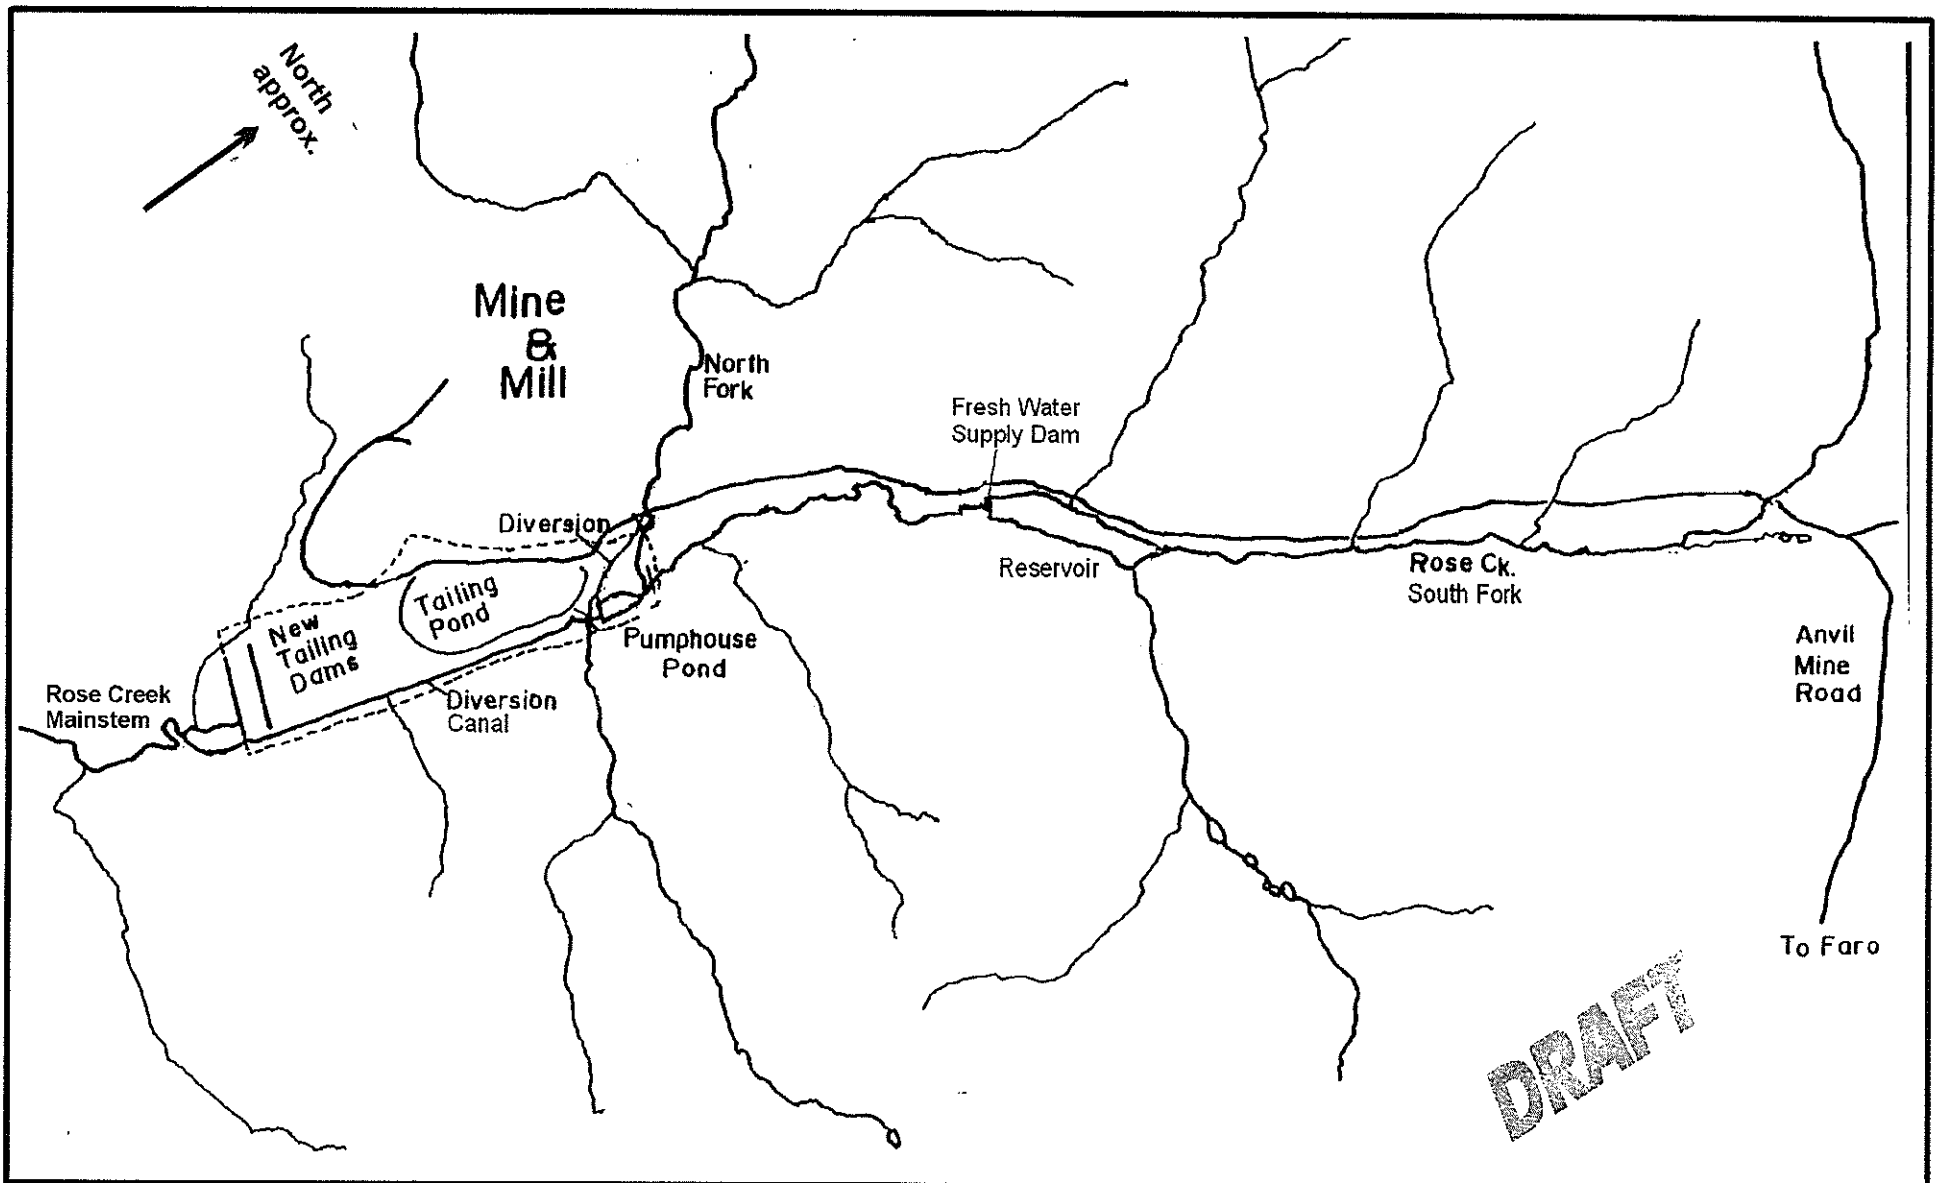 North
approx.
Mine
&
Mill
North
Fork
Fresh Water
Supply Dam
Diversion
Reservoir
Rose Ck.
South Fork
Tailing
Pond
New
Tailing
Dams
Pumphouse
Pond
Anvil
Mine
Road
Rose Creek
Mainstem
Diversion
Canal
To Faro
DRAFT